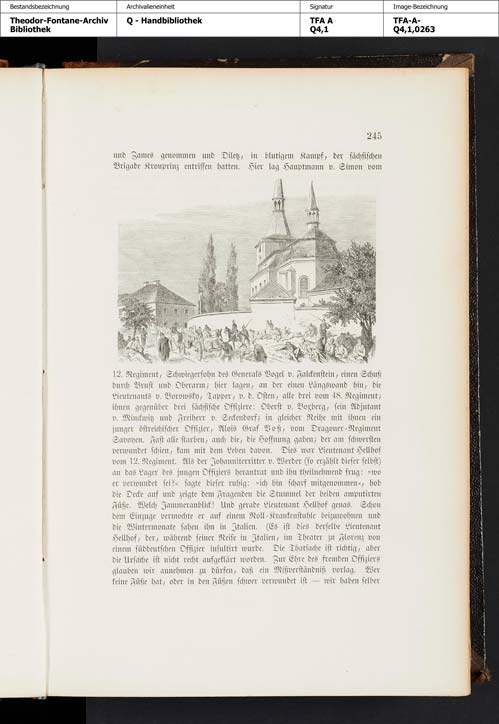 Bestandsbezeichnung
Archivalieneinheit
Signatur
Image-Bezeichnung
Theodor-Fontane-Archiv
Bibliothek
Q - Handbibliothek
TFA A
Q4,1
TFA-A-
Q4,1,0263
245
und Zames genommen und Diletz, in blutigem Kampf, der sächsischen
Brigade Kronprinz entrissen hatten. Hier lag Hauptmann v. Simon vom
12. Regiment, Schwiegersohn des Generals Vogel v. Falckenstein, einen Schuß
durch Brust und Oberarm; hier lagen, an der einen Längswand hin, die
Lieutenants v. Borowsky, Tapper, v. d. Osten, alle drei vom 48. Regiment;
ihnen gegenüber drei sächsische Offiziere: Oberst v. Boxberg, sein Adjutant
v. Minckwitz und Freiherr v. Seckendorf; in gleicher Reihe mit ihnen ein
junger östreichischer Offizier, Alois Graf Voß, vom Dragoner-Regiment
Savoyen. Fast alle starben, auch die, die Hoffnung gaben; der am schwersten
verwundet schien, kam mit dem Leben davon. Dies war Lieutenant Hellhof
vom 12. Regiment. Als der Johanniterritter v. Werder (so erzählt dieser selbst)
an das Lager des jungen Offiziers herantrat und ihn theilnehmend frug: »wo
er verwundet sei?« sagte dieser ruhig: »ich bin scharf mitgenommen«, hob
die Decke auf und zeigte dem Fragenden die Stummel der beiden amputirten
Füße. Welch Jammeranblick! Und gerade Lieutenant Hellhof genas. Schon
dem Einzuge vermochte er auf einem Roll-Krankenstuhle beizuwohnen und
die Wintermonate sahen ihn in Italien. (Es ist dies derselbe Lieutenant
Hellhof, der, während seiner Reise in Italien, im Theater zu Florenz von
einem süddeutschen Offizier insultirt wurde. Die Thatsache ist richtig, aber
die Ursache ist nicht recht aufgeklärt worden. Zur Ehre des fremden Offiziers
glauben wir annehmen zu dürfen, daß ein Mißverständniß vorlag. Wer
keine Füße hat, oder in den Füßen schwer verwundet ist — wir haben selber